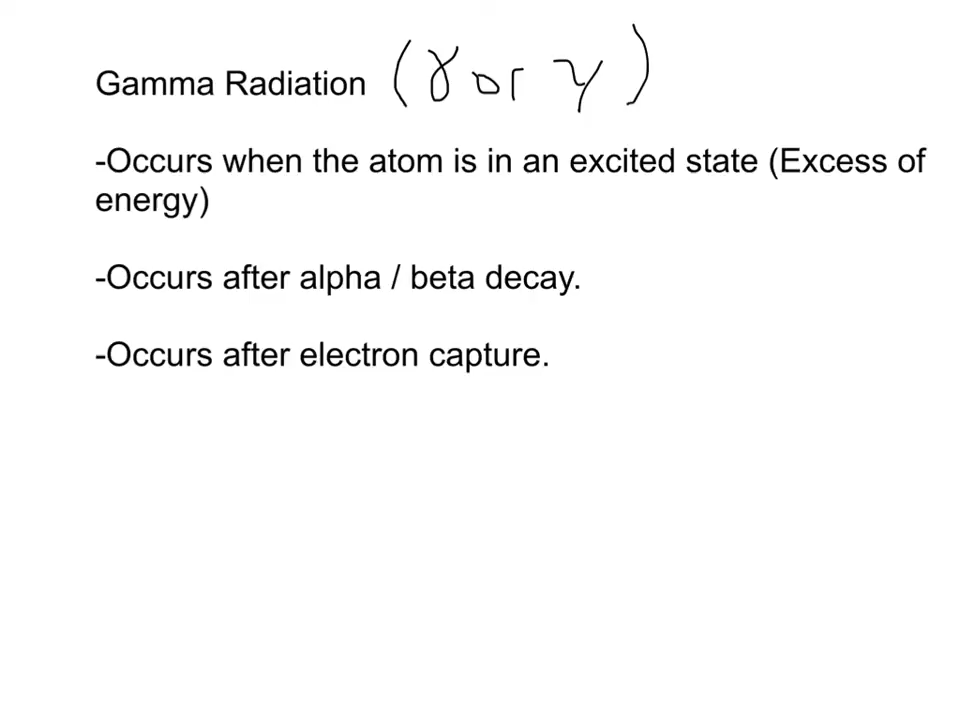 Gamma Radiation (γ or γ)
-Occurs when the atom is in an excited state (Excess of
energy)
-Occurs after alpha / beta decay.
-Occurs after electron capture.